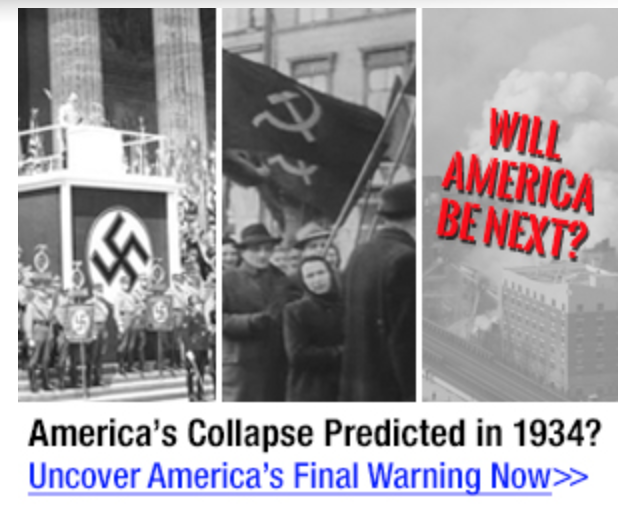 WILL
AMERICA
BE NEXT?
America's Collapse Predicted in 1934?
Uncover America's Final Warning Now>>